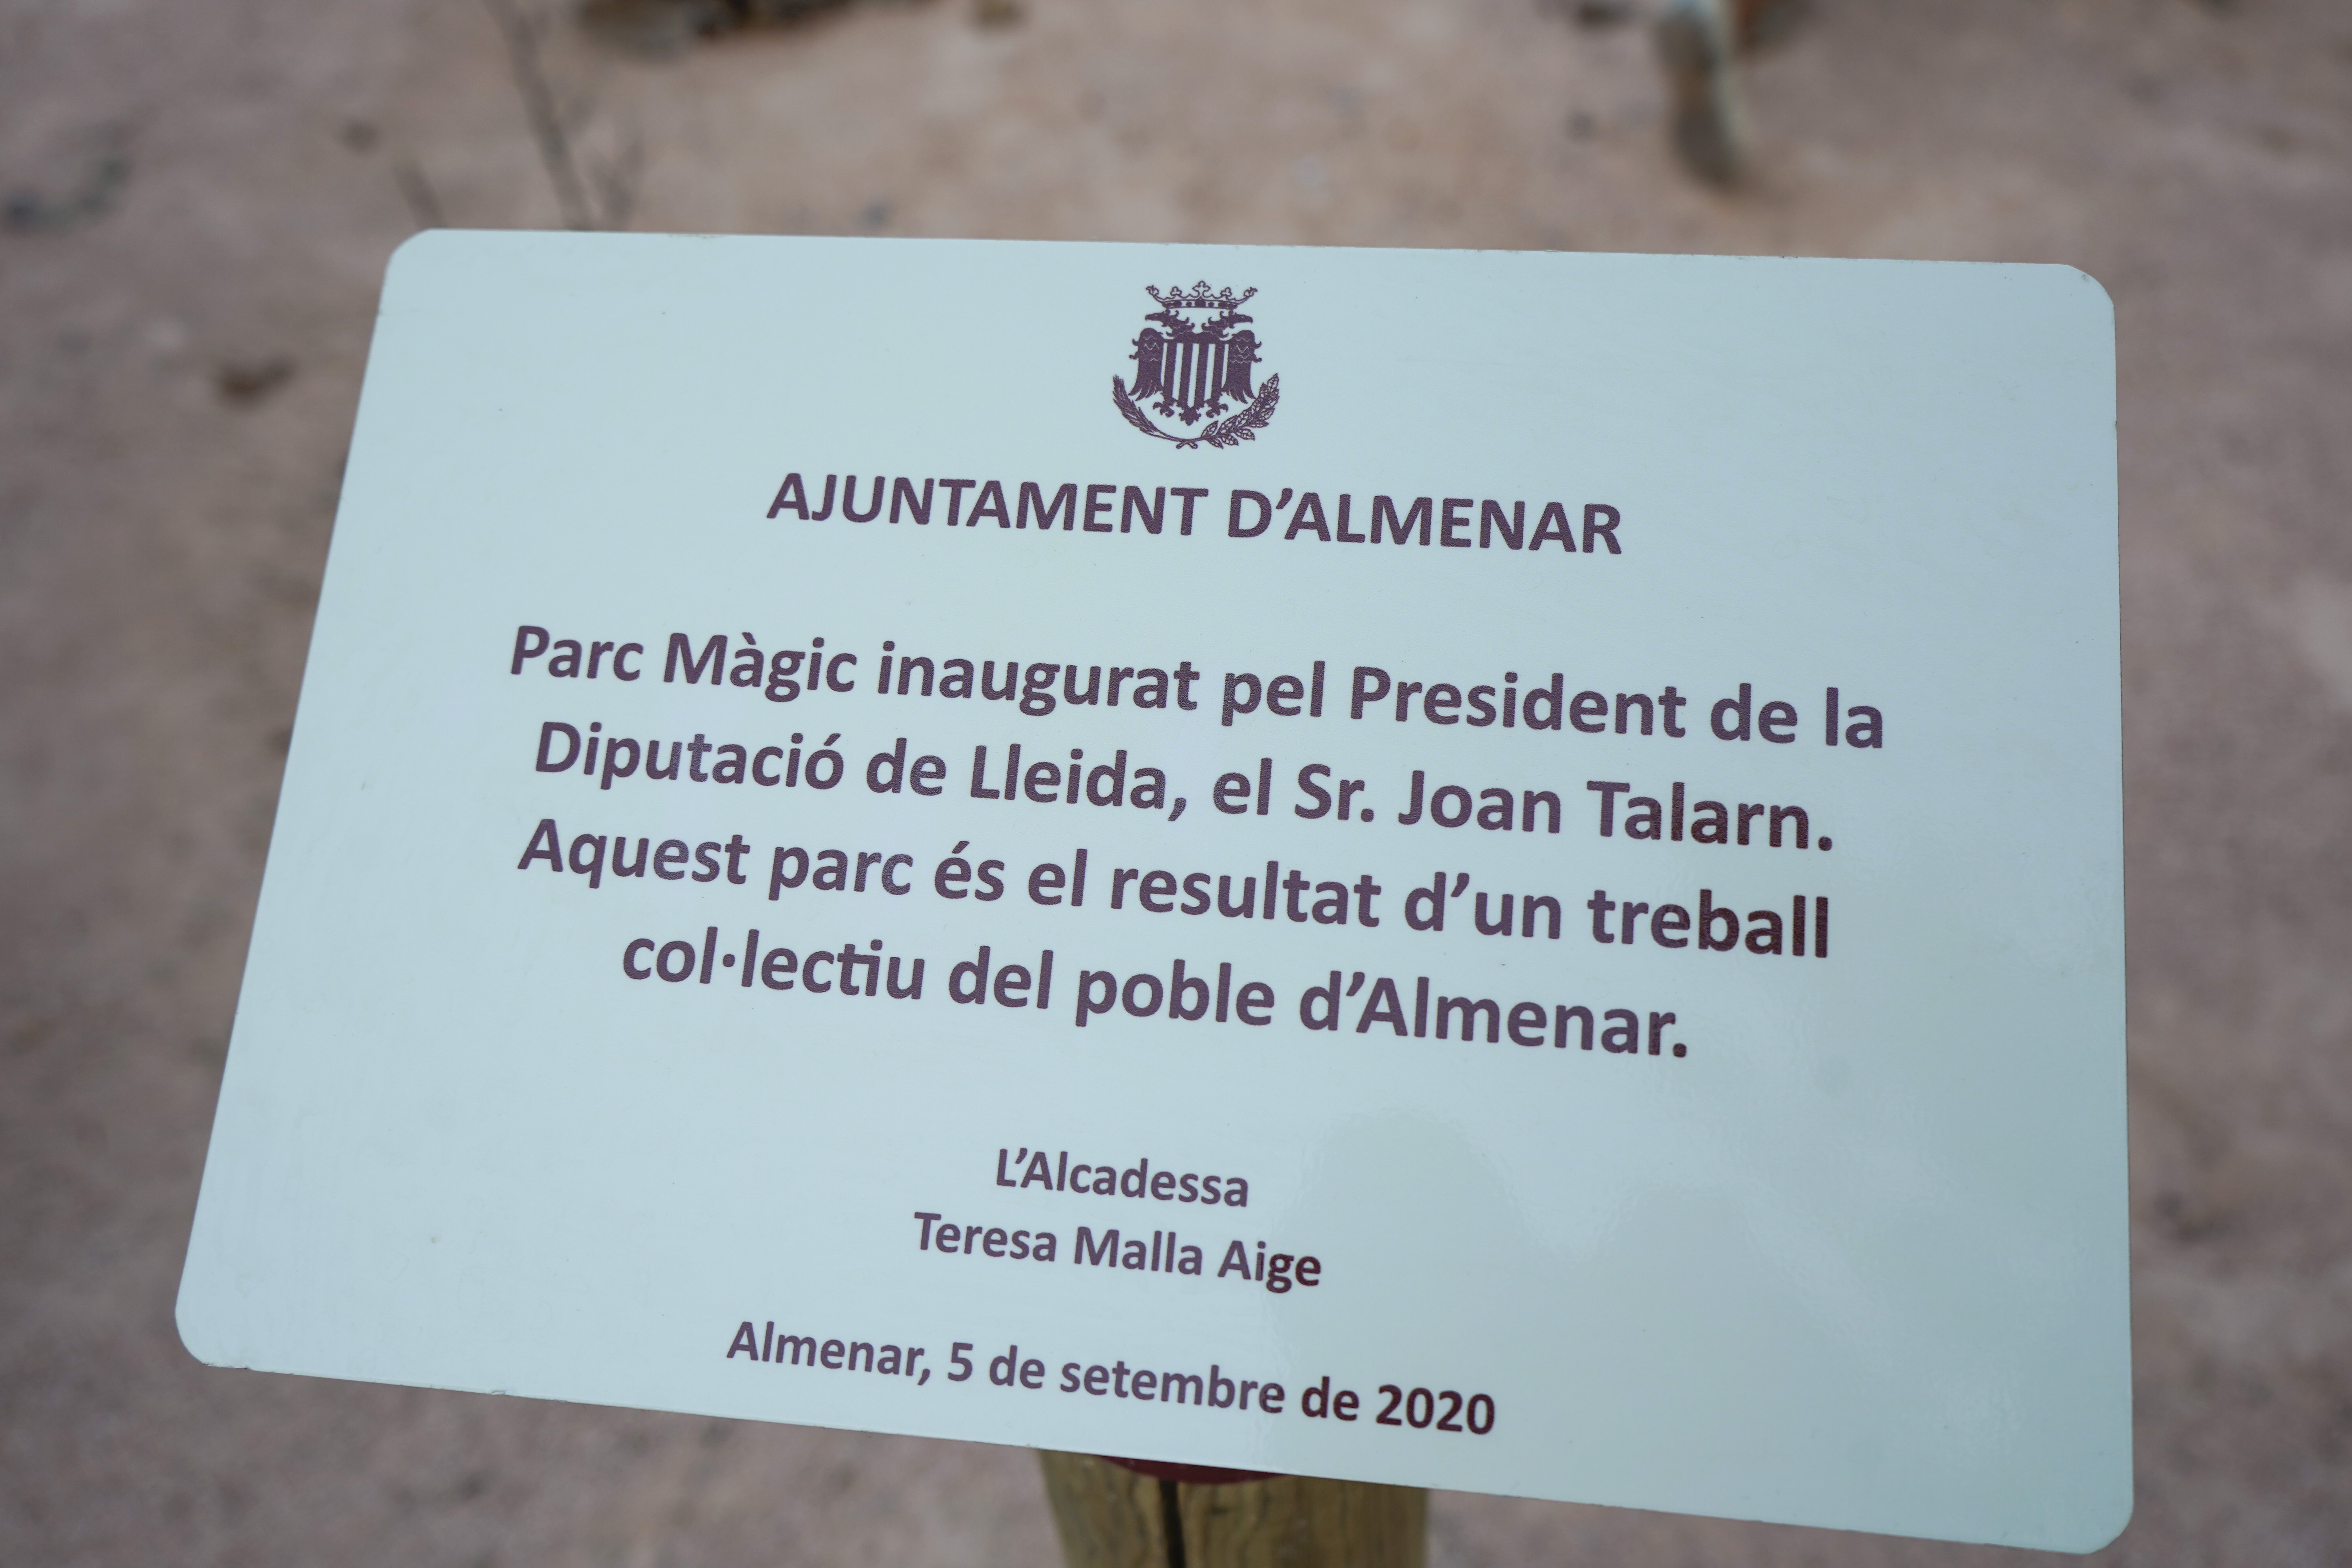 AJUNTAMENT D'ALMENAR
Parc Màgic inaugurat pel President de la
Diputació de Lleida, el Sr. Joan Talarn.
Aquest parc és el resultat d'un treball
col·lectiu del poble d'Almenar.
L'Alcadessa
Teresa Malla Aige
Almenar, 5 de setembre de 2020